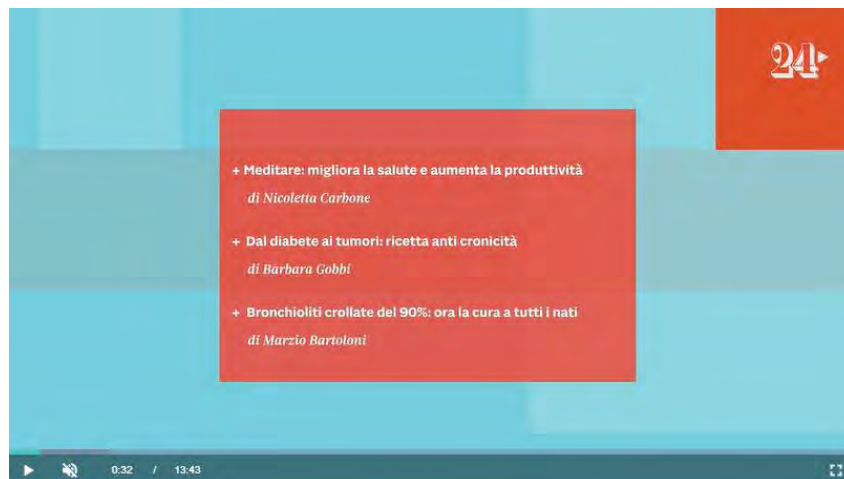 24
+ Meditare: migliora la salute e aumenta la produttività
di Nicoletta Carbone
+ Dal diabete ai tumori: ricetta anti cronicità
di Barbara Gobbi
+ Bronchioliti crollate del 90%: ora la cura a tutti i nati
di Marzio Bartoloni
0:32 / 13:43